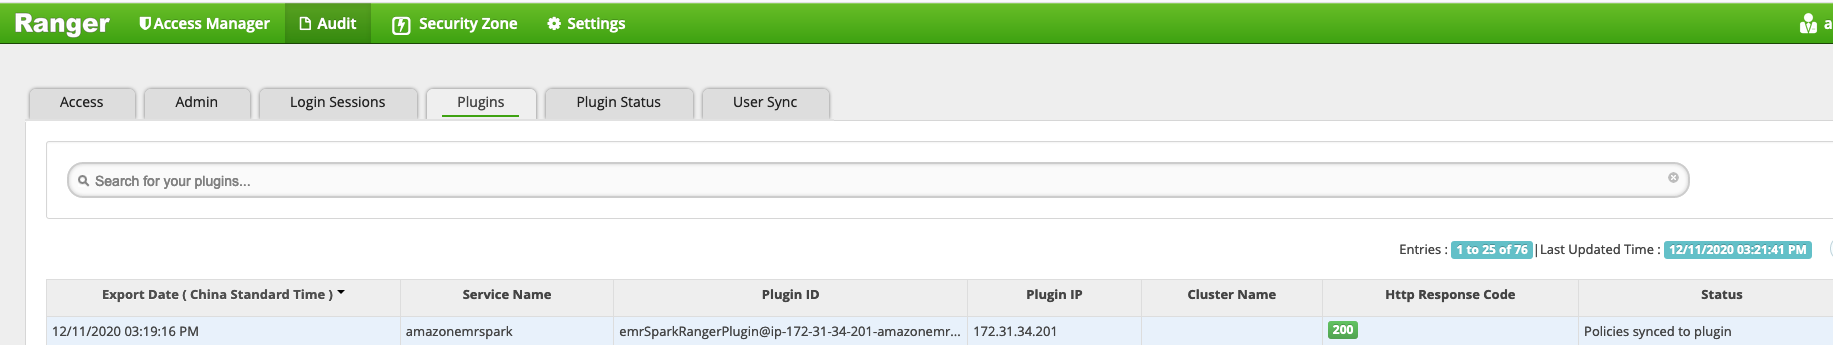 Ranger Access Manager Audit Security Zone Settings a
Access Admin Login Sessions Plugins Plugin Status User Sync
Search for your plugins...
Entries : 1 to 25 of 76 | Last Updated Time : 12/11/2020 03:21:41 PM
Export Date ( China Standard Time ) Service Name Plugin ID Plugin IP Cluster Name Http Response Code Status
12/11/2020 03:19:16 PM amazonemrspark emrSparkRangerPlugin@ip-172-31-34-201-amazonemr... 172.31.34.201 200 Policies synced to plugin